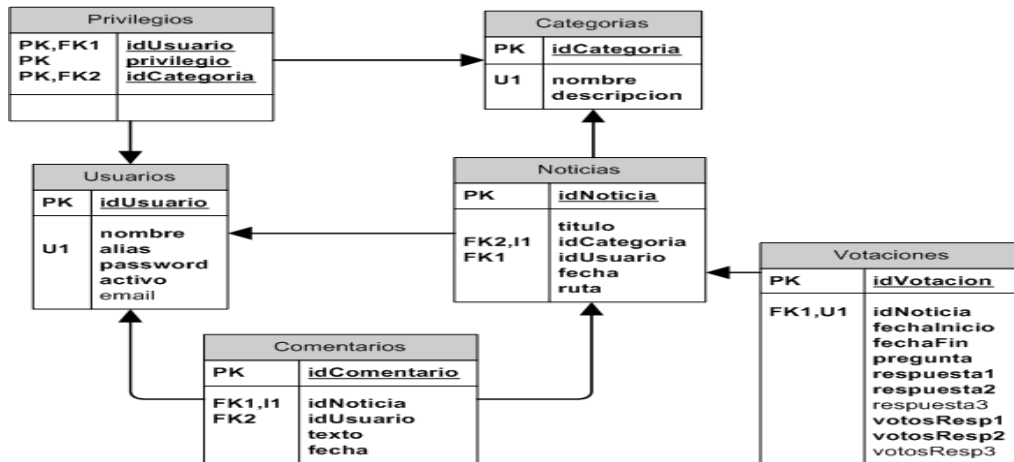 Privilegios
PK,FK1 idUsuario
PK privilegio
PK,FK2 idCategoria
Categorias
PK idCategoria
U1 nombre
descripcion
Usuarios
PK idUsuario
nombre
U1 alias
password
activo
email
Noticias
PK idNoticia
titulo
FK2,I1 idCategoria
FK1 idUsuario
fecha
ruta
Votaciones
PK idVotacion
FK1,U1 idNoticia
fechaInicio
fechaFin
pregunta
respuesta1
respuesta2
respuesta3
votosResp1
votosResp2
votosResp3
Comentarios
PK idComentario
FK1,I1 idNoticia
FK2 idUsuario
texto
fecha